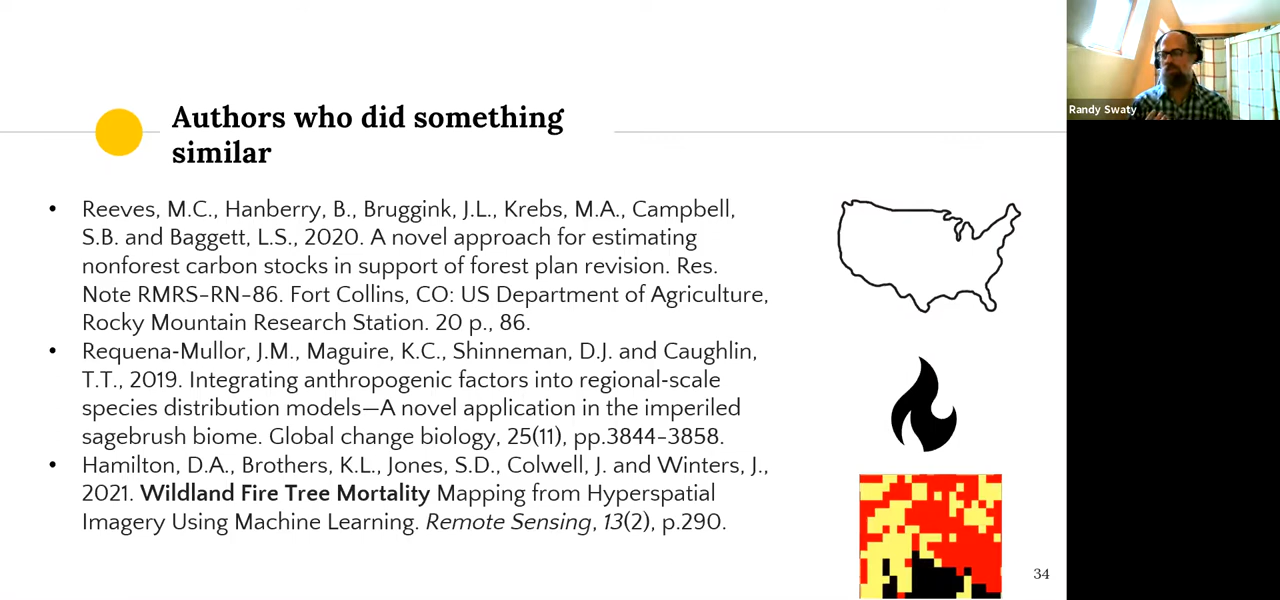 Authors who did something
similar
• Reeves, M.C., Hanberry, B., Bruggink, J.L., Krebs, M.A., Campbell,
S.B. and Baggett, L.S., 2020. A novel approach for estimating
nonforest carbon stocks in support of forest plan revision. Res.
Note RMRS-RN-86. Fort Collins, CO: US Department of Agriculture,
Rocky Mountain Research Station. 20 p., 86.
• Requena-Mullor, J.M., Maguire, K.C., Shinneman, D.J. and Caughlin,
T.T., 2019. Integrating anthropogenic factors into regional-scale
species distribution models—A novel application in the imperiled
sagebrush biome. Global change biology, 25(11), pp.3844-3858.
• Hamilton, D.A., Brothers, K.L., Jones, S.D., Colwell, J. and Winters, J.,
2021. Wildland Fire Tree Mortality Mapping from Hyperspatial
Imagery Using Machine Learning. Remote Sensing, 13(2), p.290.
34
Randy Swaty